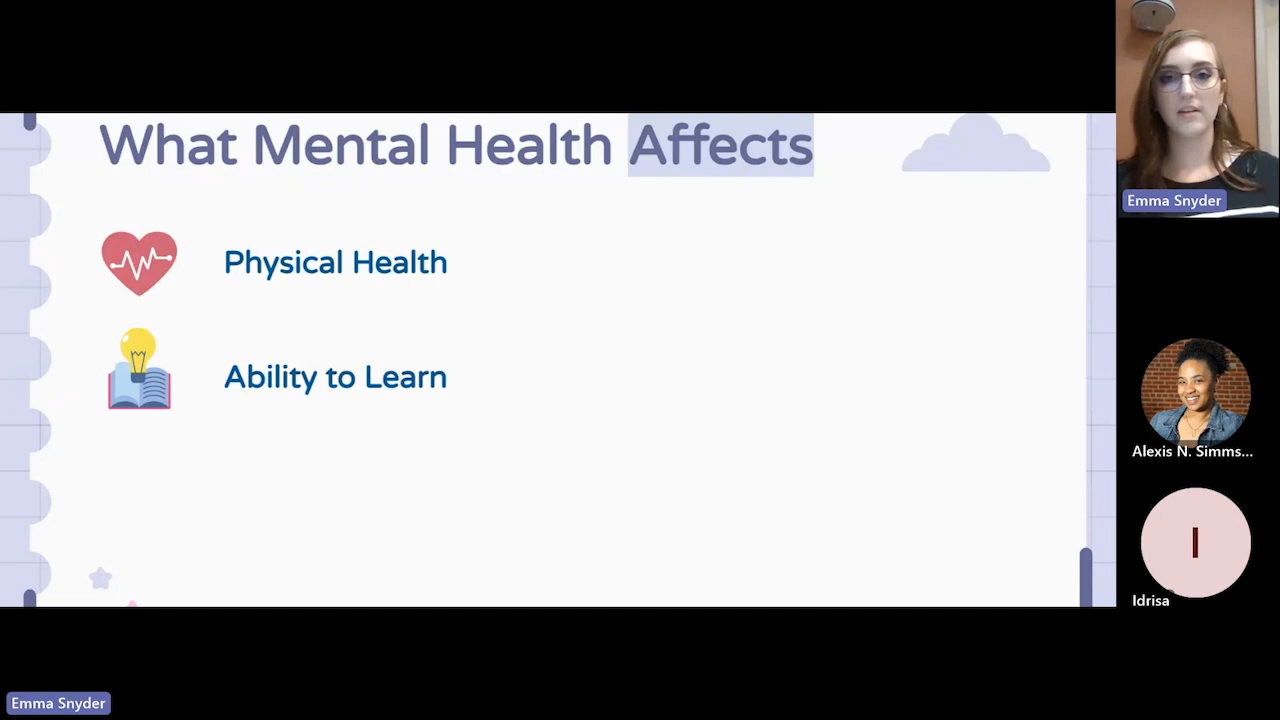 What Mental Health Affects
Physical Health
Ability to Learn
Emma Snyder
Alexis N. Simms...
I
Idrisa
Emma Snyder